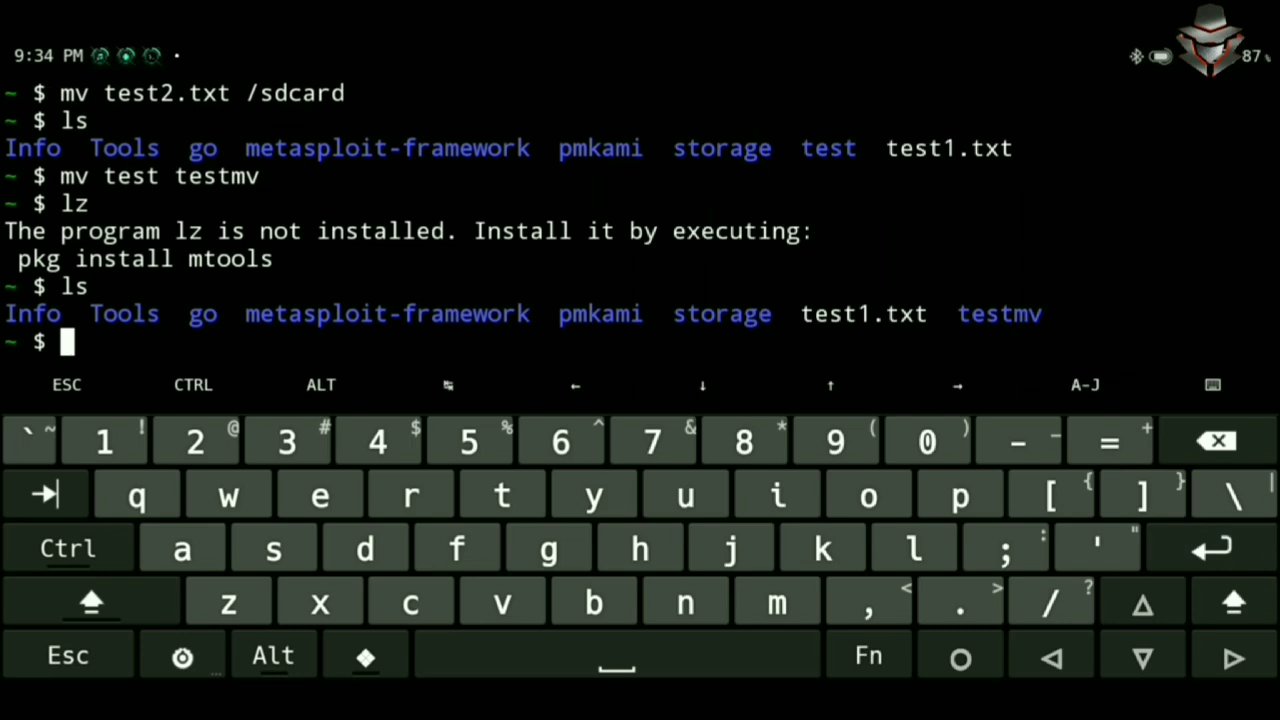 9:34 PM 87%
~ $ mv test2.txt /sdcard
~ $ ls
Info Tools go metasploit-framework pmkami storage test test1.txt
~ $ mv test testmv
~ $ lz
The program lz is not installed. Install it by executing:
pkg install mtools
~ $ ls
Info Tools go metasploit-framework pmkami storage test1.txt testmv
~ $
ESC CTRL ALT ↹ ← ↓ ↑ → A-J ⌨
` ~ 1 ! 2 @ 3 # 4 $ 5 % 6 ^ 7 & 8 * 9 ( 0 ) - _ = +
q w e r t y u i o p [ { ] } \ |
Ctrl a s d f g h j k l ; : ' "
z x c v b n m , < . > / ?
Esc Alt Fn